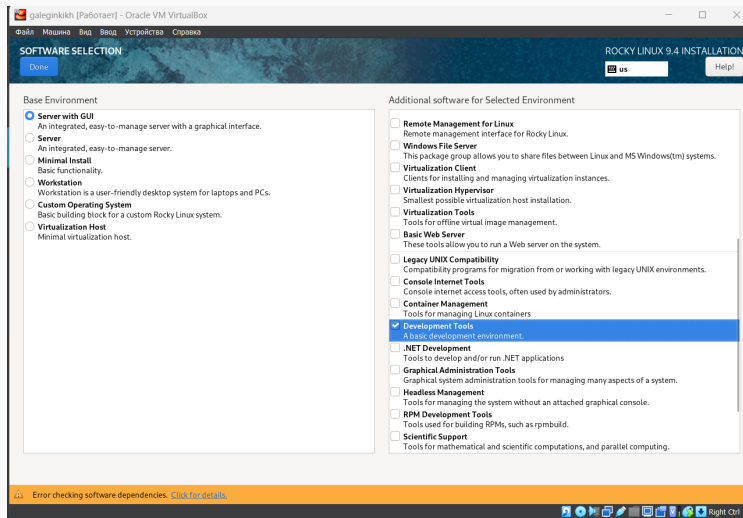 galeginkikh [Работает] - Oracle VM VirtualBox
Файл Машина Вид Ввод Устройства Справка
SOFTWARE SELECTION
ROCKY LINUX 9.4 INSTALLATION
Done
us
Help!
Base Environment
Server with GUI
An integrated, easy-to-manage server with a graphical interface.
Server
An integrated, easy-to-manage server.
Minimal Install
Basic functionality.
Workstation
Workstation is a user-friendly desktop system for laptops and PCs.
Custom Operating System
Basic building block for a custom Rocky Linux system.
Virtualization Host
Minimal virtualization host.
Additional software for Selected Environment
Remote Management for Linux
Remote management interface for Rocky Linux.
Windows File Server
This package group allows you to share files between Linux and MS Windows(tm) systems.
Virtualization Client
Clients for installing and managing virtualization instances.
Virtualization Hypervisor
Smallest possible virtualization host installation.
Virtualization Tools
Tools for offline virtual image management.
Basic Web Server
These tools allow you to run a Web server on the system.
Legacy UNIX Compatibility
Compatibility programs for migration from or working with legacy UNIX environments.
Console Internet Tools
Console internet access tools, often used by administrators.
Container Management
Tools for managing Linux containers
Development Tools
A basic development environment.
.NET Development
Tools to develop and/or run .NET applications
Graphical Administration Tools
Graphical system administration tools for managing many aspects of a system.
Headless Management
Tools for managing the system without an attached graphical console.
RPM Development Tools
Tools used for building RPMs, such as rpmbuild.
Scientific Support
Tools for mathematical and scientific computations, and parallel computing.
Error checking software dependencies. Click for details.
Right Ctrl